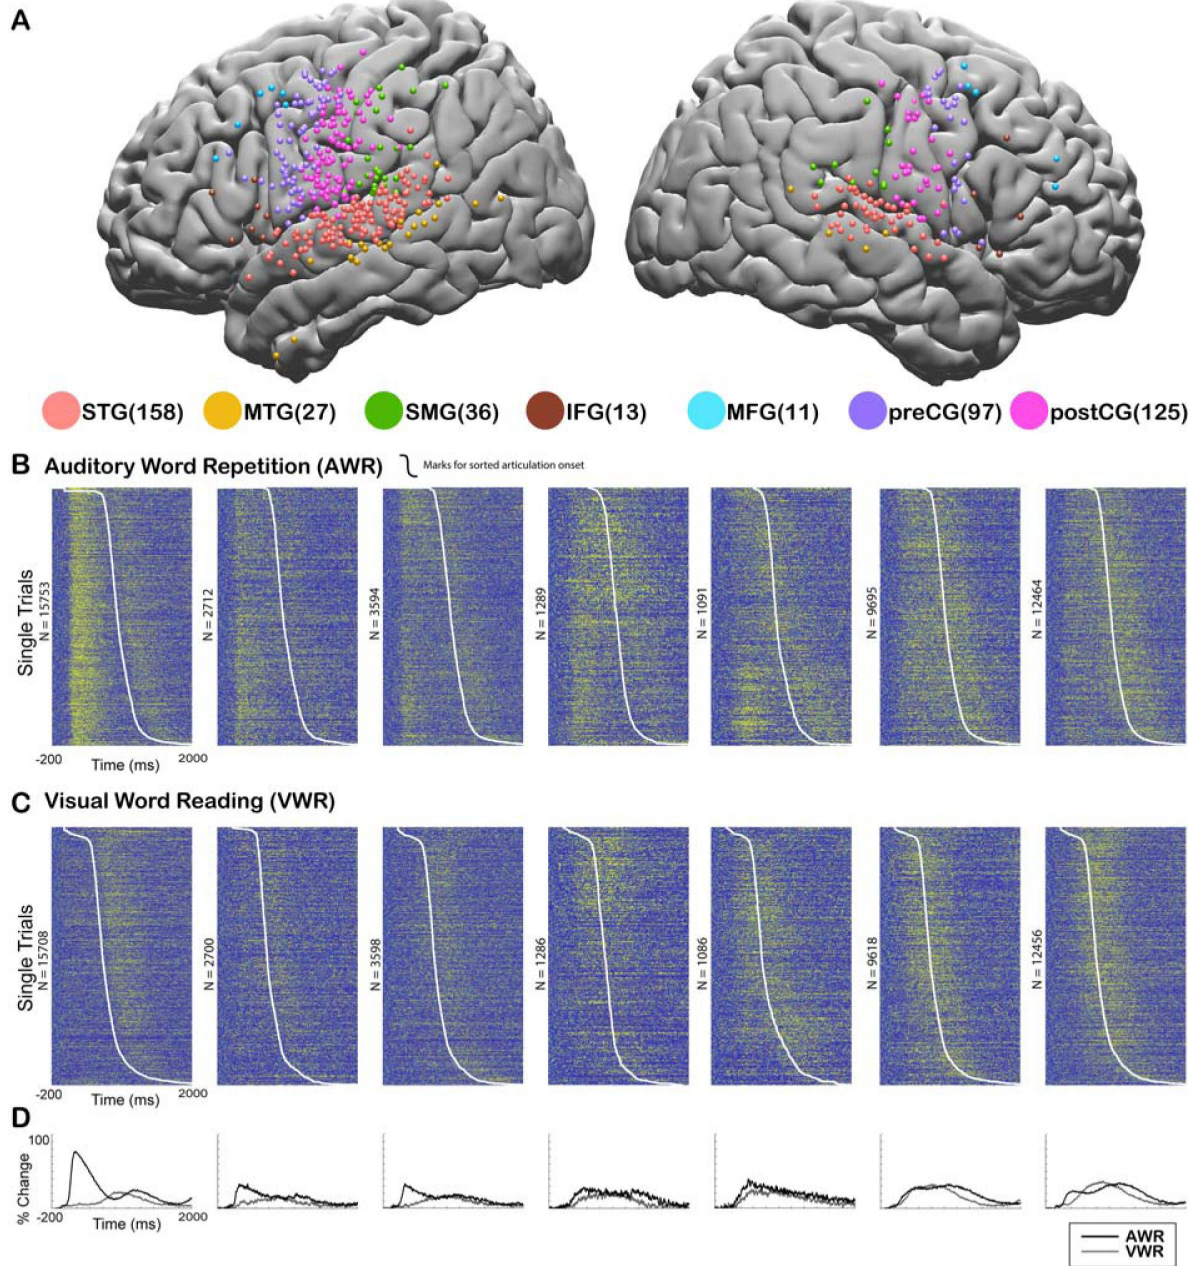 A
STG(158) MTG(27) SMG(36) IFG(13) MFG(11) preCG(97) postCG(125)
B Auditory Word Repetition (AWR) Marks for sorted articulation onset
Single Trials
N = 15753
N = 2712
N = 3594
N = 1289
N = 1091
N = 9695
N = 12464
-200 Time (ms) 2000
C Visual Word Reading (VWR)
Single Trials
N = 15708
N = 2700
N = 3598
N = 1286
N = 1086
N = 9618
N = 12456
-200 Time (ms) 2000
D
100
% Change
-200 Time (ms) 2000
AWR
VWR